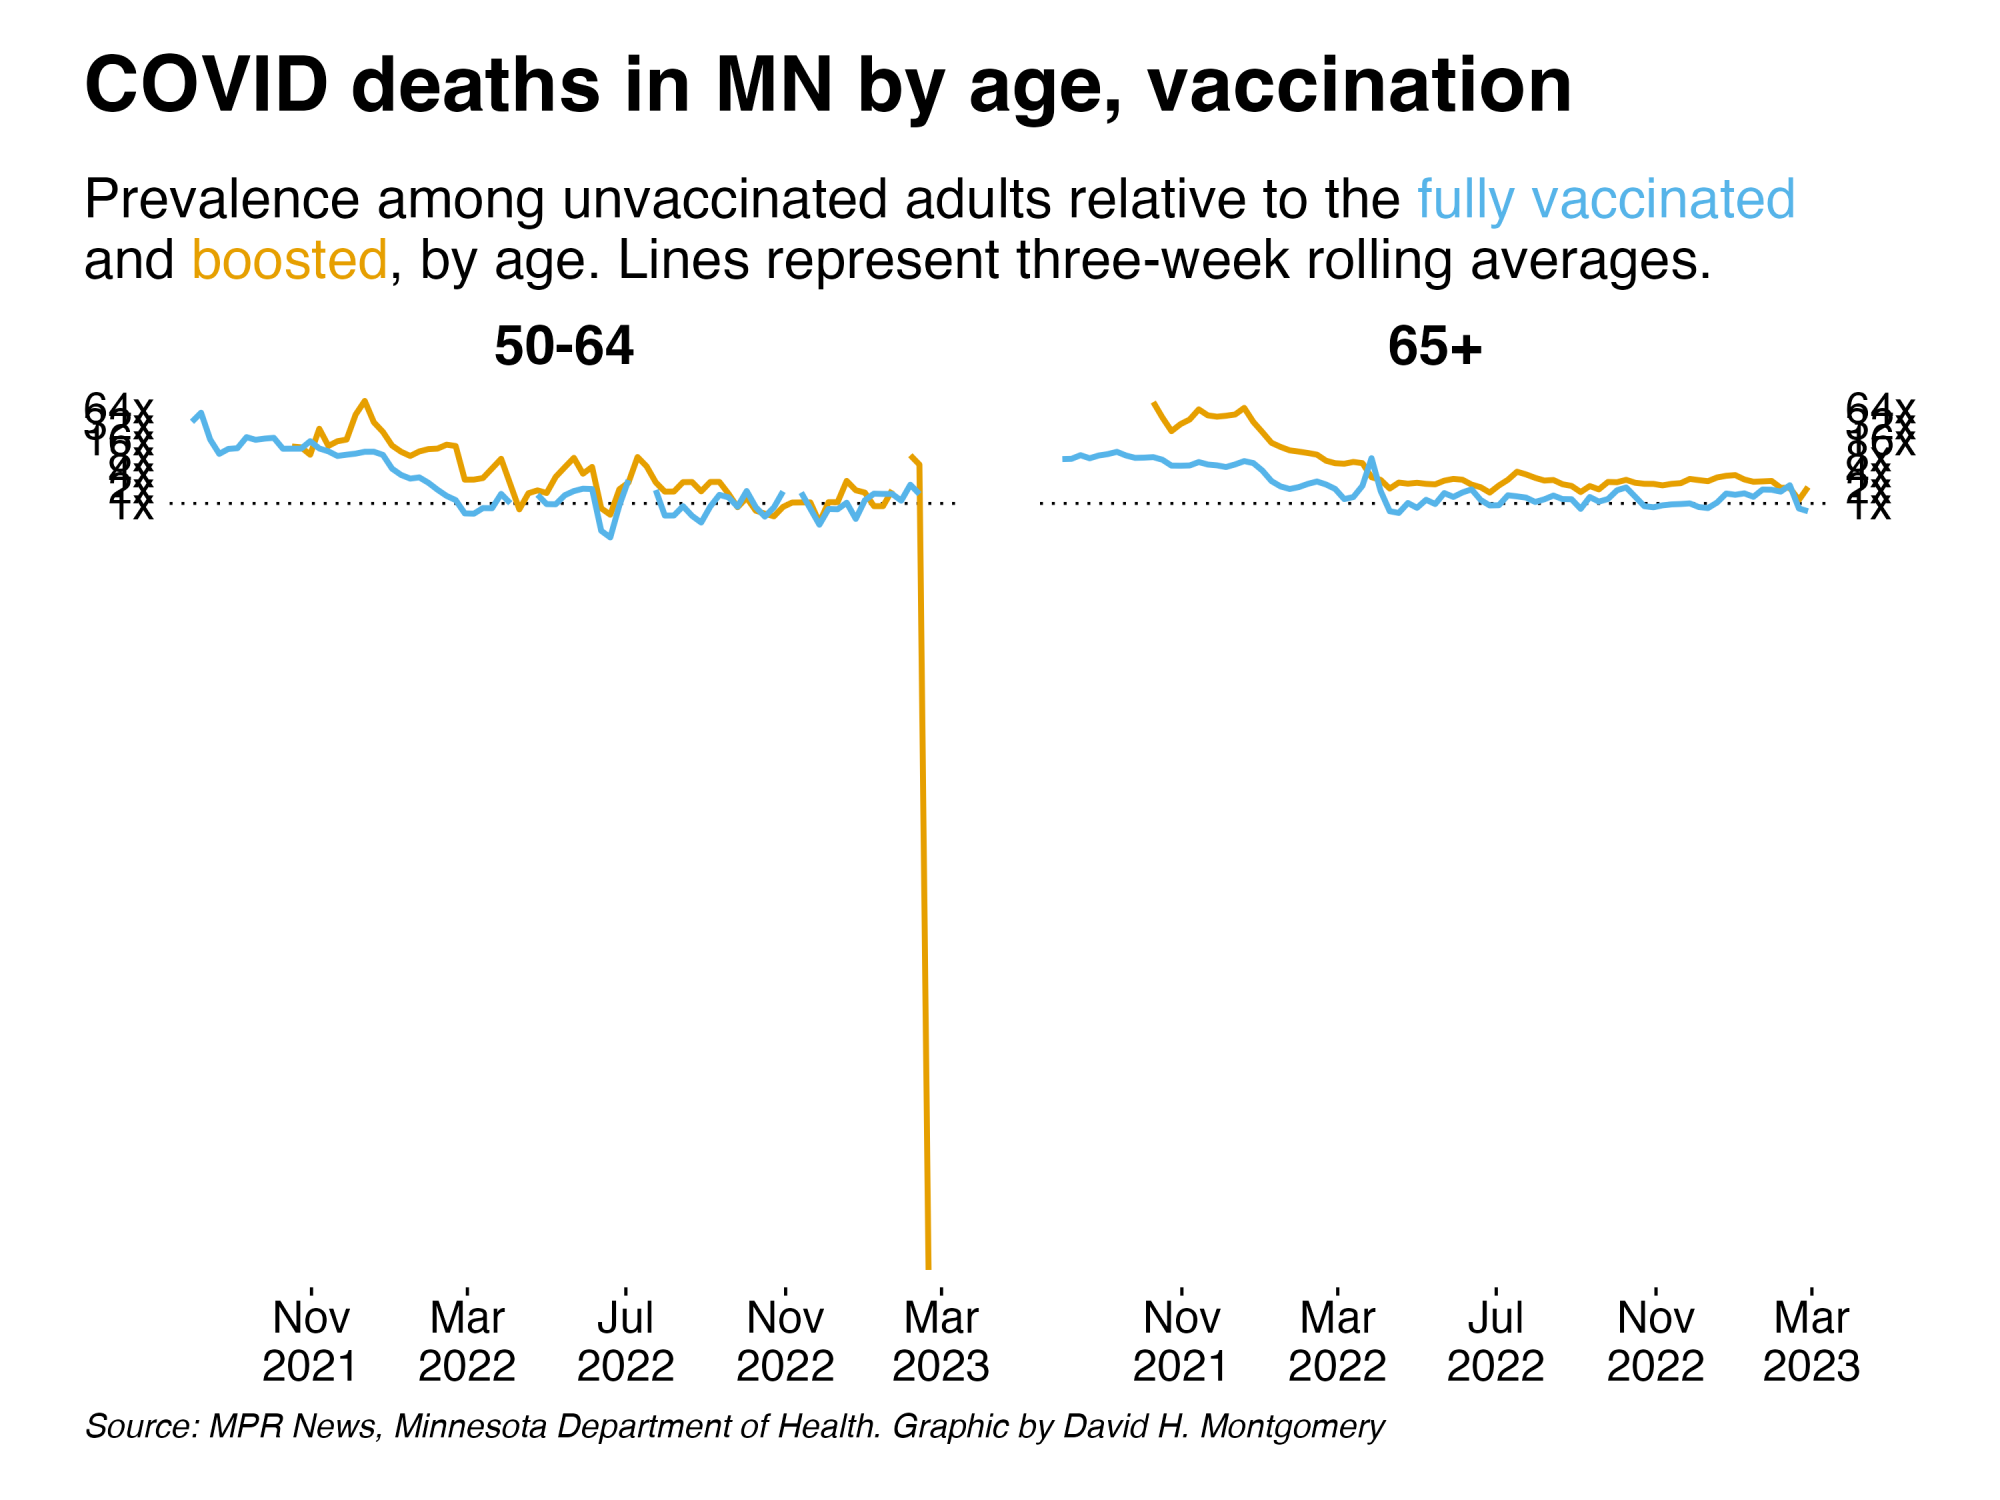 COVID deaths in MN by age, vaccination
Prevalence among unvaccinated adults relative to the fully vaccinated
and boosted, by age. Lines represent three-week rolling averages.
50-64
65+
64x
1x
64x
1x
Nov
2021
Mar
2022
Jul
2022
Nov
2022
Mar
2023
Nov
2021
Mar
2022
Jul
2022
Nov
2022
Mar
2023
Source: MPR News, Minnesota Department of Health. Graphic by David H. Montgomery